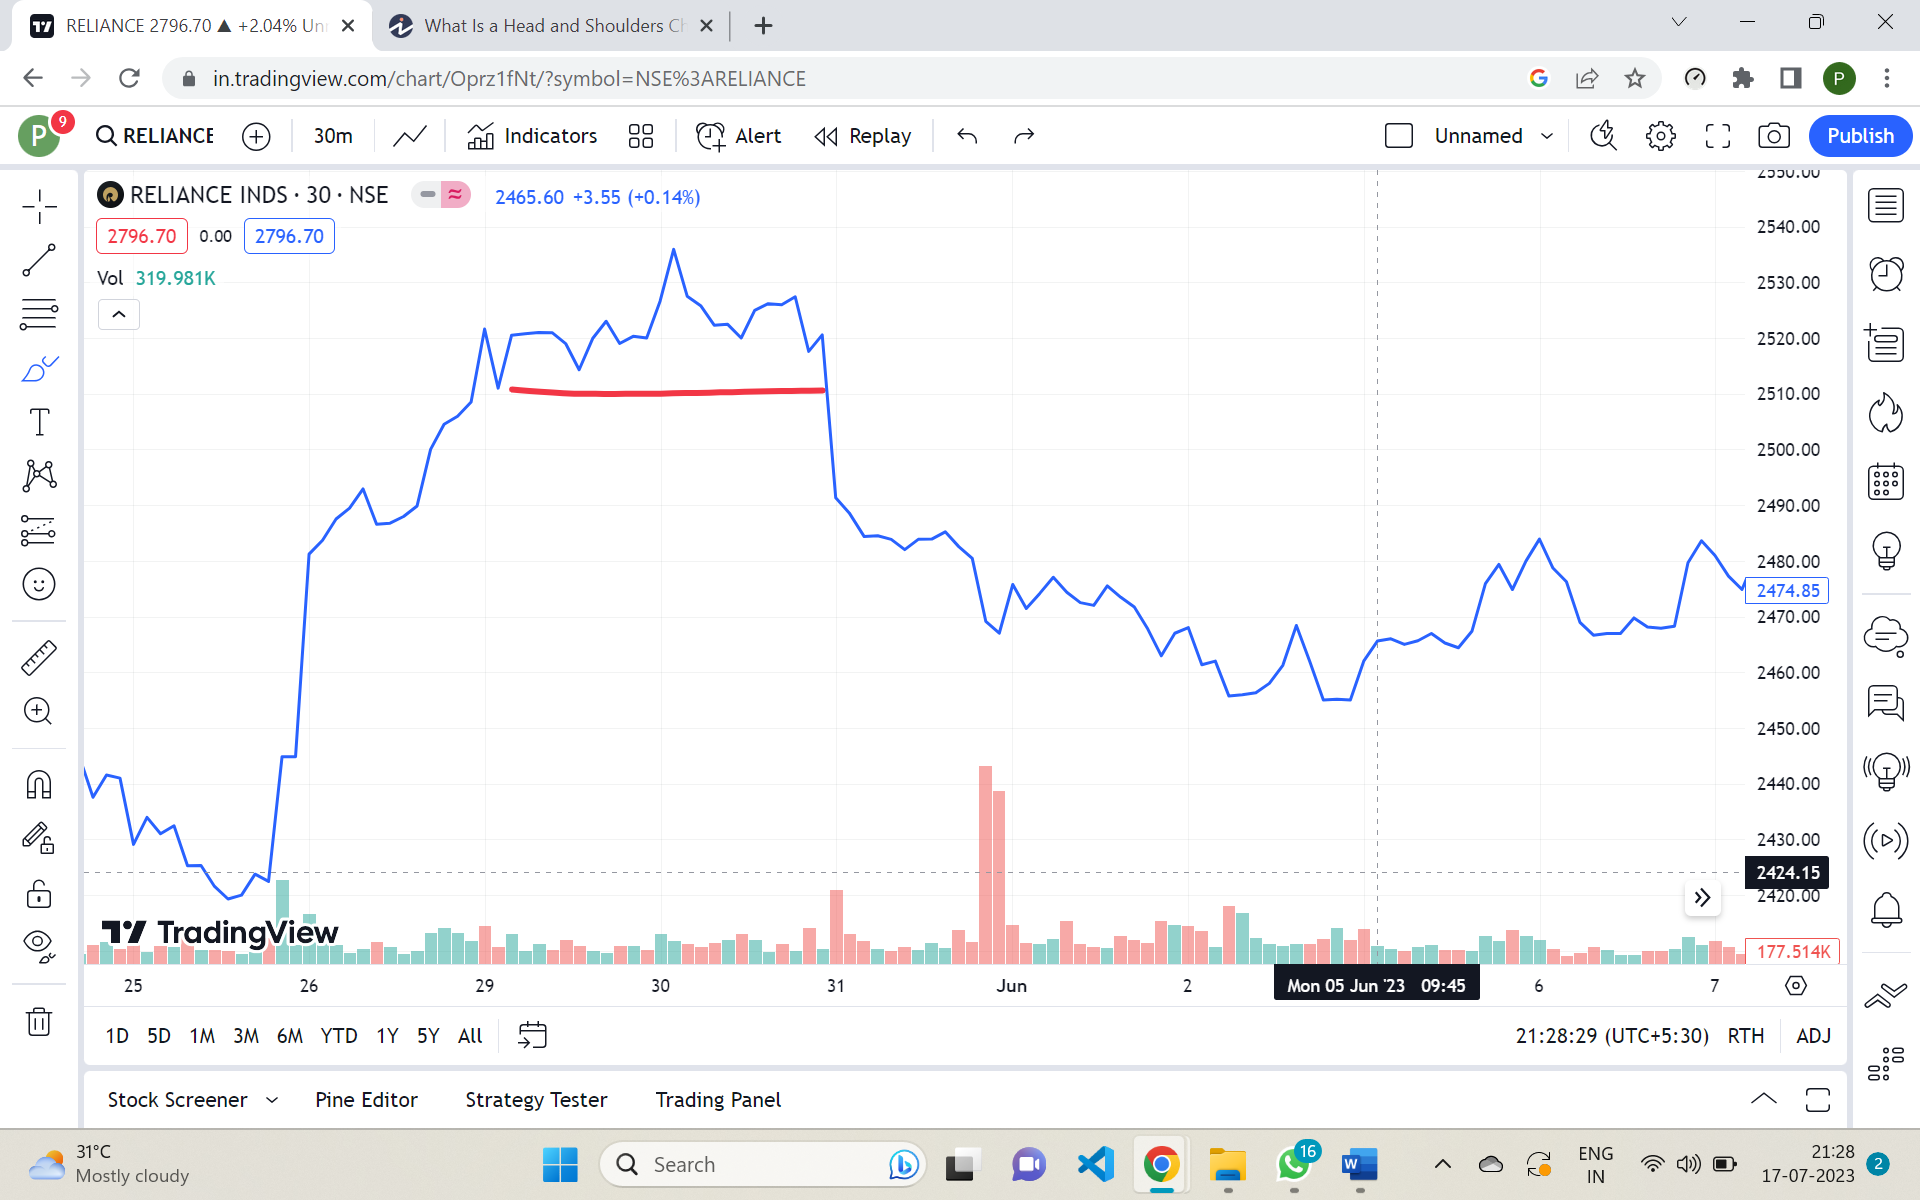 RELIANCE 2796.70 ▲ +2.04% Un
What Is a Head and Shoulders Ch
in.tradingview.com/chart/Oprz1fNt/?symbol=NSE%3ARELIANCE
P
P
9
RELIANCE
30m
Indicators
Alert
Replay
Unnamed
Publish
RELIANCE INDS · 30 · NSE
2465.60 +3.55 (+0.14%)
2796.70 0.00 2796.70
Vol 319.981K
2550.00
2540.00
2530.00
2520.00
2510.00
2500.00
2490.00
2480.00
2474.85
2470.00
2460.00
2450.00
2440.00
2430.00
2424.15
2420.00
177.514K
TradingView
25 26 29 30 31 Jun 2 Mon 05 Jun '23 09:45 6 7
1D 5D 1M 3M 6M YTD 1Y 5Y All
21:28:29 (UTC+5:30) RTH ADJ
Stock Screener Pine Editor Strategy Tester Trading Panel
31°C
Mostly cloudy
Search
16
ENG
IN
21:28
17-07-2023
2